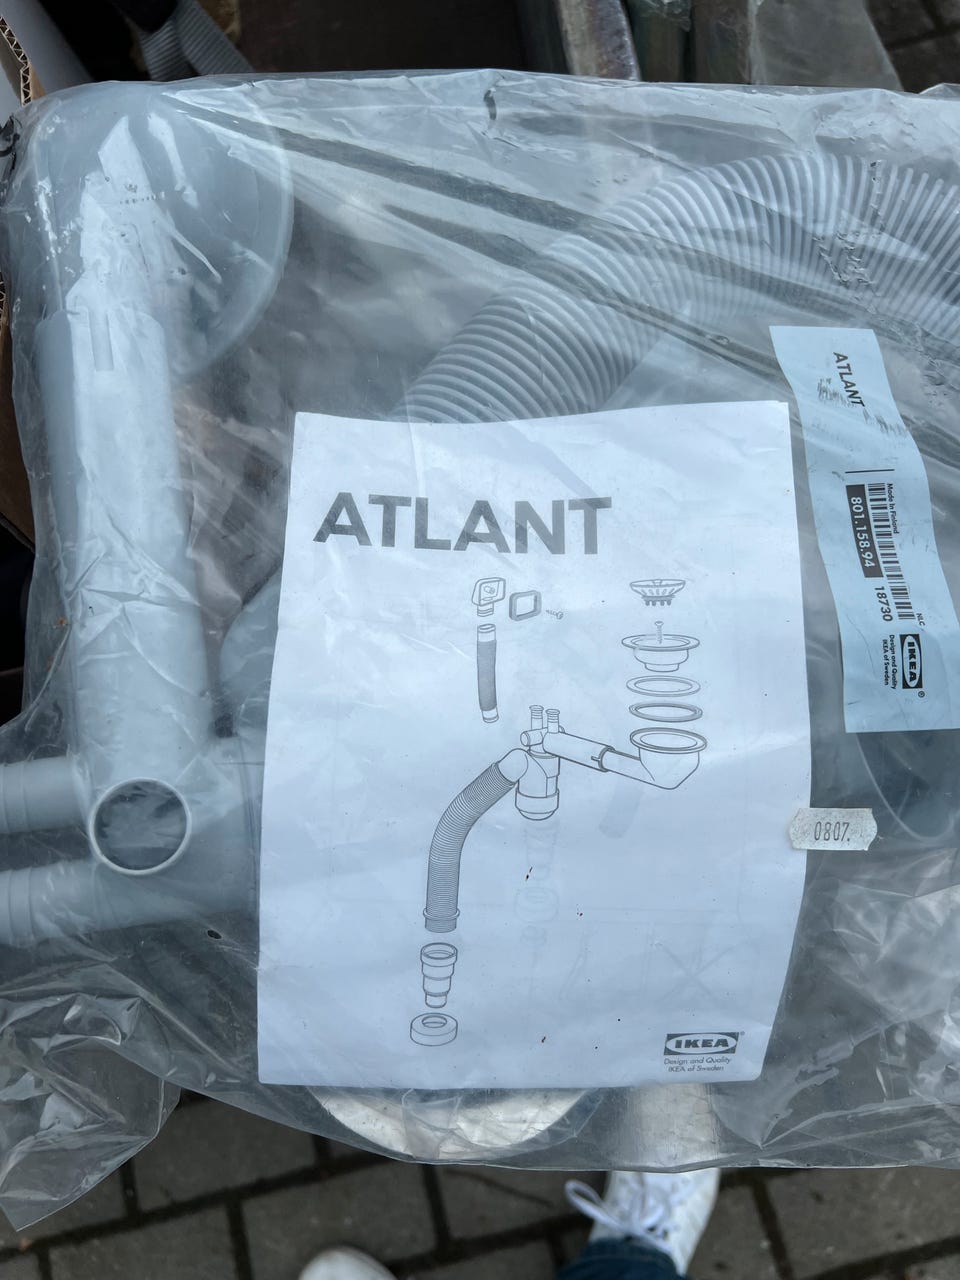 ATLANT
IKEA®
Design and Quality
IKEA of Sweden
ATLANT
Made in Finland
801.158.94
18730
NLC
IKEA®
Design and Quality
IKEA of Sweden
0807